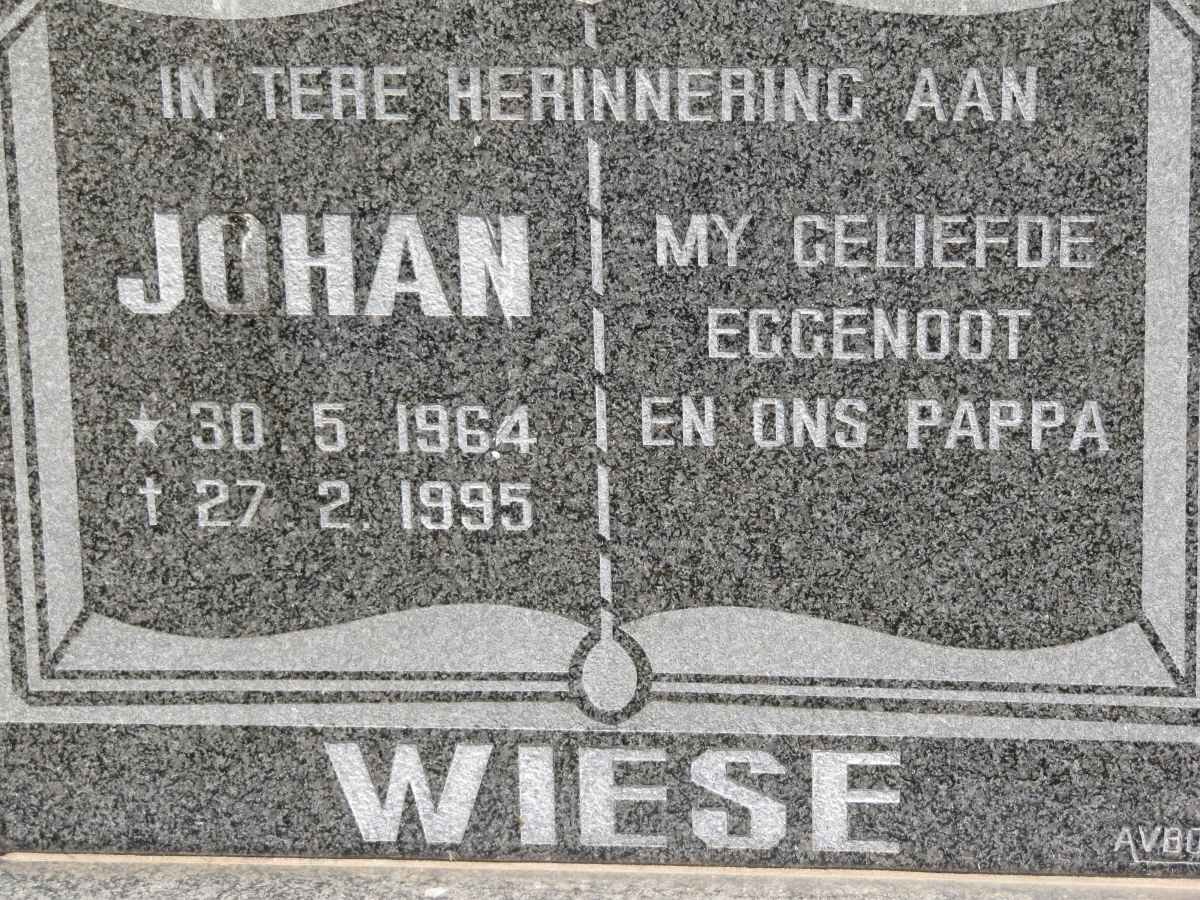 IN TERE HERINNERING AAN
JOHAN
★ 30. 5 1964
† 27. 2. 1995
MY GELIEFDE
EGGENOOT
EN ONS PAPPA
WIESE